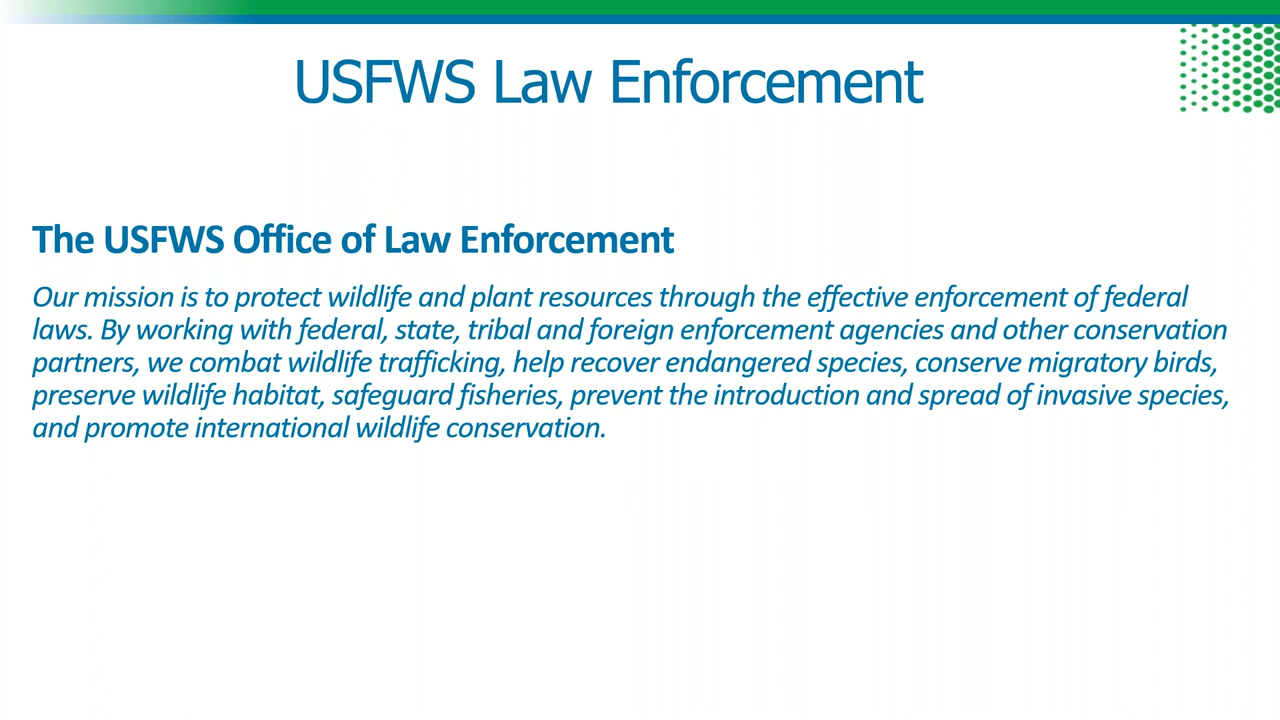 USFWS Law Enforcement
The USFWS Office of Law Enforcement
Our mission is to protect wildlife and plant resources through the effective enforcement of federal
laws. By working with federal, state, tribal and foreign enforcement agencies and other conservation
partners, we combat wildlife trafficking, help recover endangered species, conserve migratory birds,
preserve wildlife habitat, safeguard fisheries, prevent the introduction and spread of invasive species,
and promote international wildlife conservation.